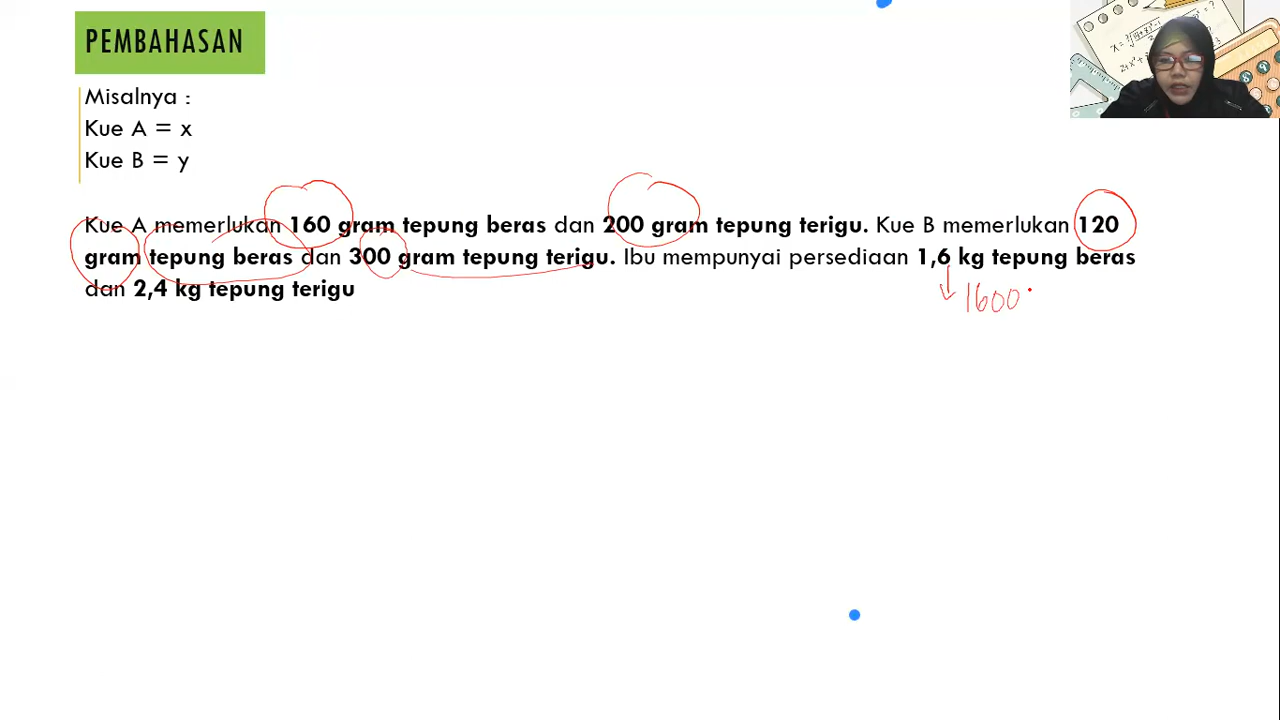 PEMBAHASAN
Misalnya :
Kue A = x
Kue B = y
Kue A memerlukan 160 gram tepung beras dan 200 gram tepung terigu. Kue B memerlukan 120
gram tepung beras dan 300 gram tepung terigu. Ibu mempunyai persediaan 1,6 kg tepung beras
dan 2,4 kg tepung terigu
1600